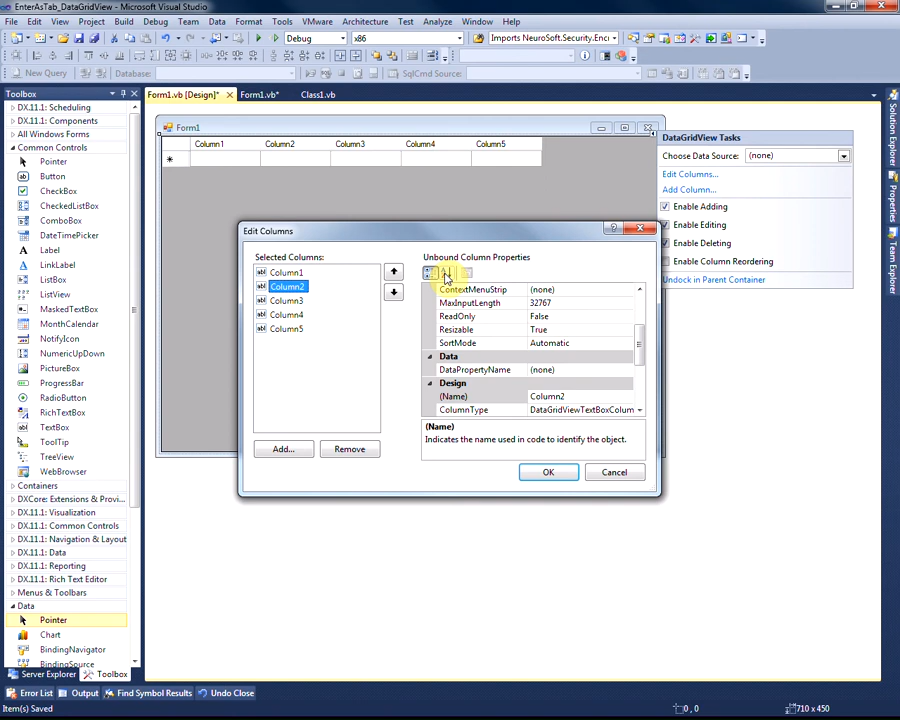 EnterAsTab_DataGridView - Microsoft Visual Studio
File Edit View Project Build Debug Team Data Format Tools VMware Architecture Test Analyze Window Help
Debug x86 Imports NeuroSoft.Security.Enc
New Query Database: SqlCmd Server:
Toolbox
Form1.vb [Design]* Form1.vb* Class1.vb
DX.11.1: Scheduling
DX.11.1: Components
All Windows Forms
Common Controls
Pointer
Button
CheckBox
CheckedListBox
ComboBox
DateTimePicker
Label
LinkLabel
ListBox
ListView
MaskedTextBox
MonthCalendar
NotifyIcon
NumericUpDown
PictureBox
ProgressBar
RadioButton
RichTextBox
TextBox
ToolTip
TreeView
WebBrowser
Containers
DXCore: Extensions & Provi...
DX.11.1: Visualization
DX.11.1: Common Controls
DX.11.1: Navigation & Layout
DX.11.1: Data
DX.11.1: Reporting
DX.11.1: Rich Text Editor
Menus & Toolbars
Data
Pointer
Chart
BindingNavigator
BindingSource
Server Explorer Toolbox
Form1
Column1 Column2 Column3 Column4 Column5
DataGridView Tasks
Choose Data Source: (none)
Edit Columns...
Add Column...
Enable Adding
Enable Editing
Enable Deleting
Enable Column Reordering
Undock in Parent Container
Edit Columns
Selected Columns:
Column1
Column2
Column3
Column4
Column5
Add... Remove
Unbound Column Properties
ContextMenuStrip (none)
MaxInputLength 32767
ReadOnly False
Resizable True
SortMode Automatic
Data
DataPropertyName (none)
Design
(Name) Column2
ColumnType DataGridViewTextBoxColum
(Name)
Indicates the name used in code to identify the object.
OK Cancel
Solution Explorer
Properties
Team Explorer
Error List Output Find Symbol Results Undo Close
Item(s) Saved 0 , 0 710 x 450